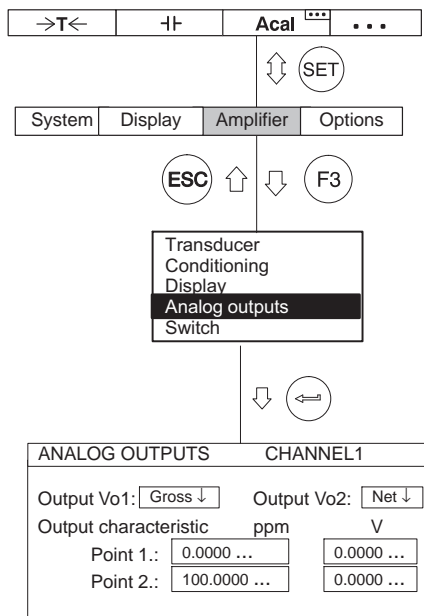 →T← ⊣⊢ Acal ... ...
SET
System Display Amplifier Options
ESC F3
Transducer
Conditioning
Display
Analog outputs
Switch
ANALOG OUTPUTS CHANNEL1
Output Vo1: Gross ↓ Output Vo2: Net ↓
Output characteristic ppm V
Point 1.: 0.0000 ... 0.0000 ...
Point 2.: 100.0000 ... 0.0000 ...